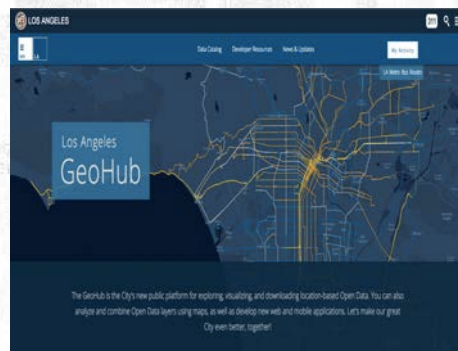 LOS ANGELES
311
Data Catalog Developer Resources News & Updates
My Activity
LA Metro Bus Routes
Los Angeles
GeoHub
The GeoHub is the City's new public platform for exploring, visualizing, and downloading location-based Open Data. You can also
analyze and combine Open Data layers using maps, as well as develop new web and mobile applications. Let's make our great
City even better, together!